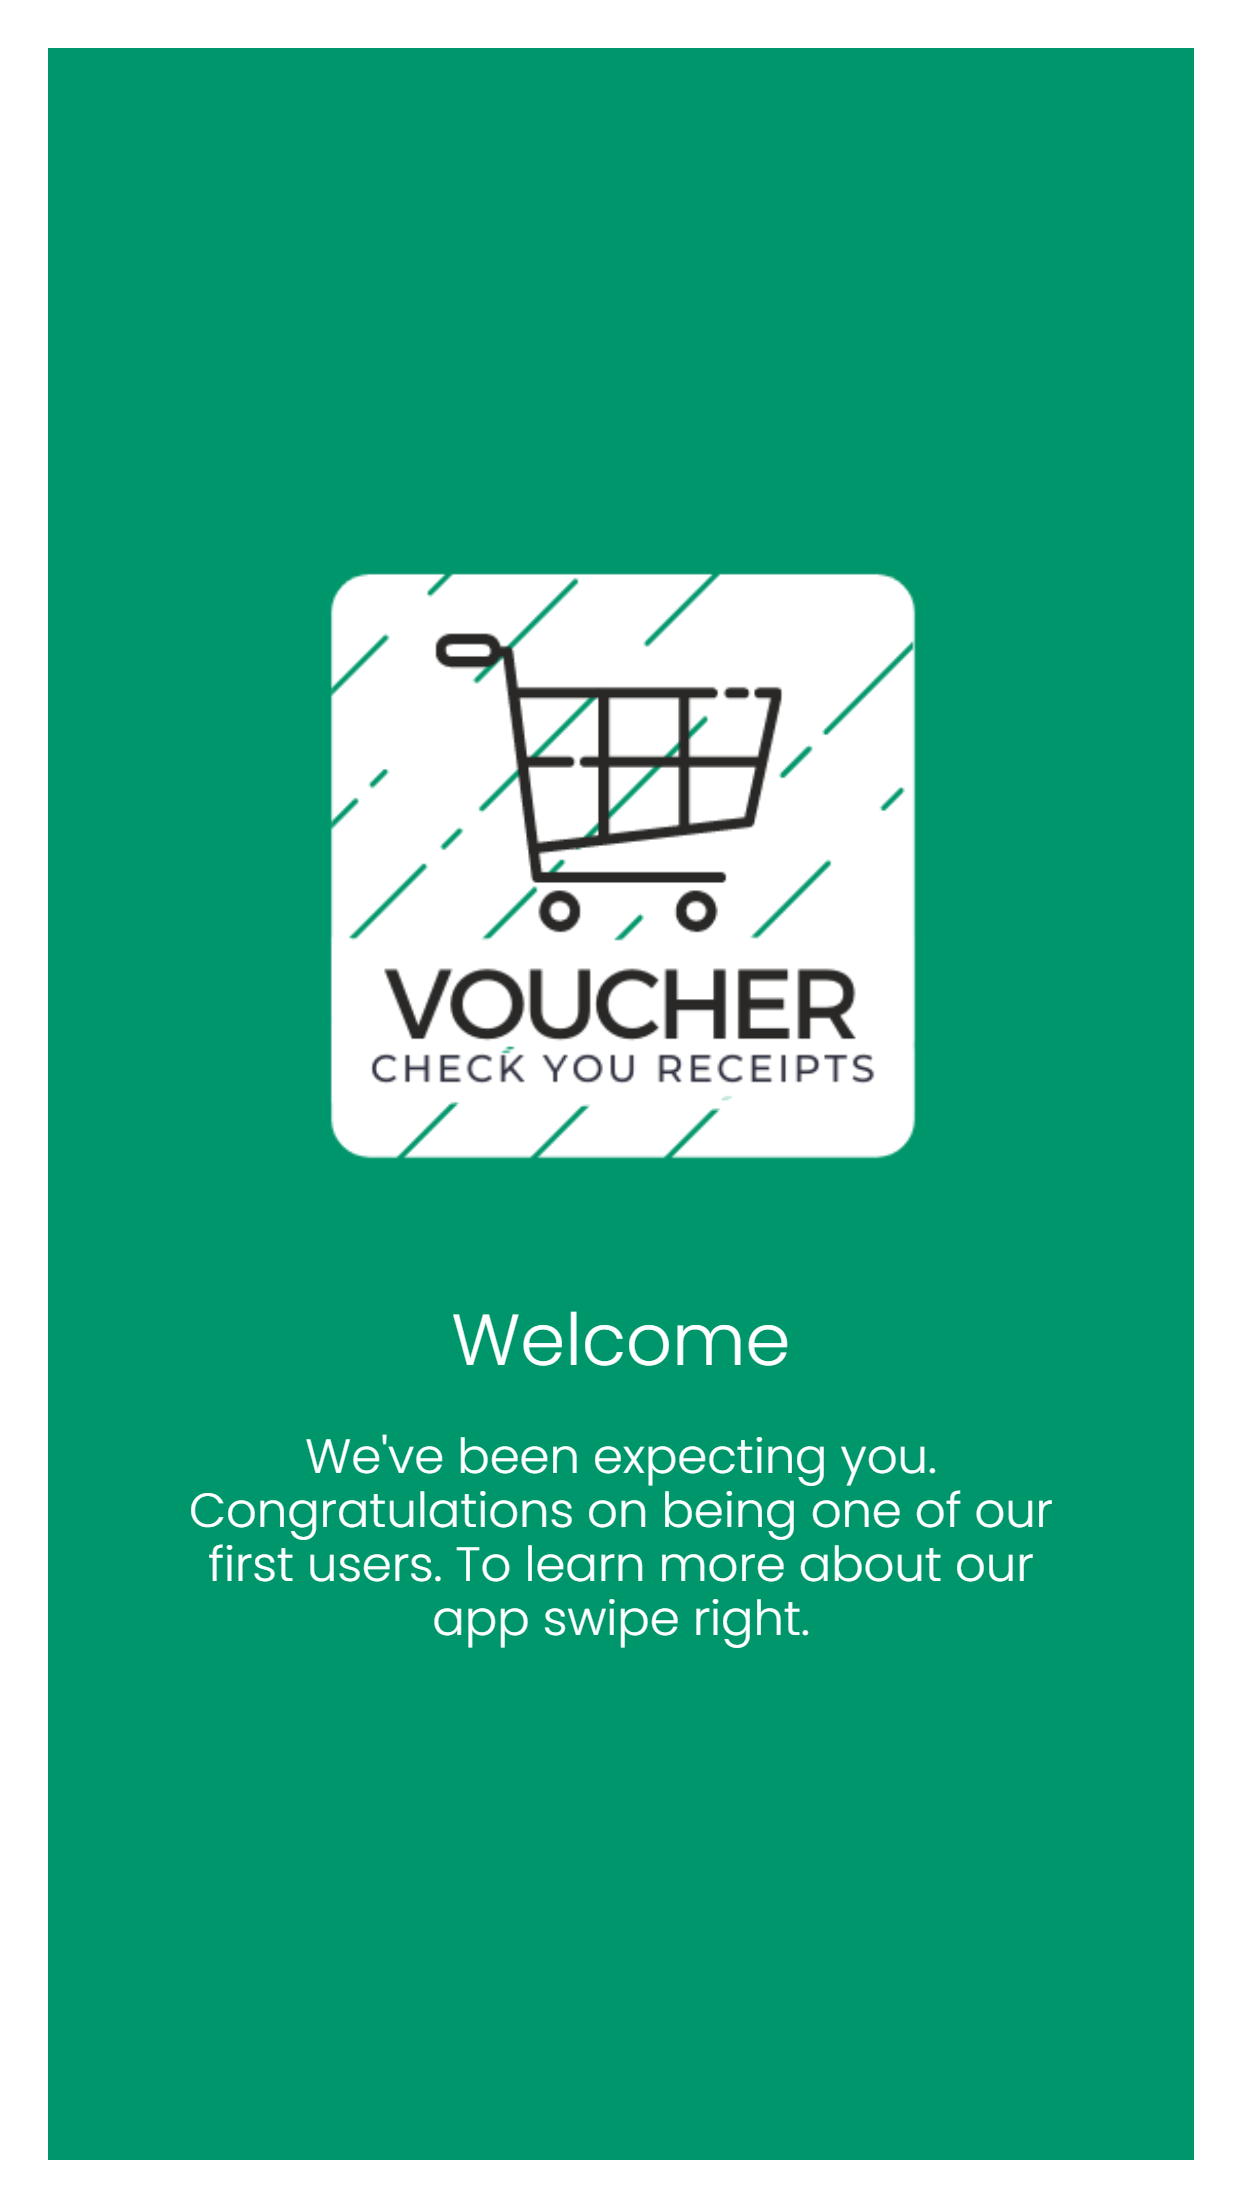 VOUCHER
CHECK YOU RECEIPTS
Welcome
We've been expecting you.
Congratulations on being one of our
first users. To learn more about our
app swipe right.